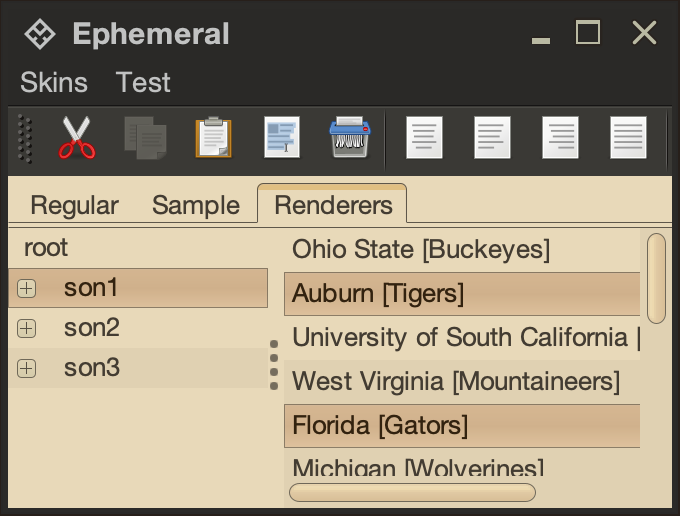 Ephemeral
Skins Test
Regular Sample Renderers
root
son1
son2
son3
Ohio State [Buckeyes]
Auburn [Tigers]
University of South California [
West Virginia [Mountaineers]
Florida [Gators]
Michigan [Wolverines]